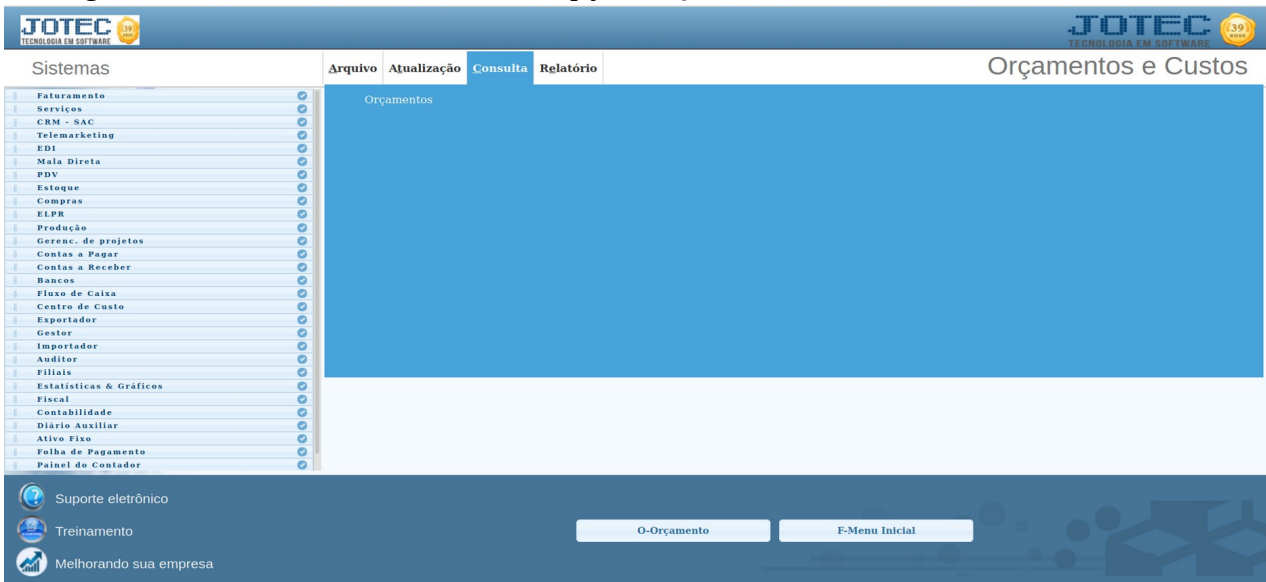 JOTEC 39 anos
TECNOLOGIA EM SOFTWARE
JOTEC 39 anos
TECNOLOGIA EM SOFTWARE
Sistemas
Arquivo Atualização Consulta Relatório
Orçamentos e Custos
Orçamentos
Faturamento
Serviços
CRM - SAC
Telemarketing
EDI
Mala Direta
PDV
Estoque
Compras
ELPR
Produção
Gerenc. de projetos
Contas a Pagar
Contas a Receber
Bancos
Fluxo de Caixa
Centro de Custo
Exportador
Gestor
Importador
Auditor
Filiais
Estatísticas & Gráficos
Fiscal
Contabilidade
Diário Auxiliar
Ativo Fixo
Folha de Pagamento
Painel do Contador
Suporte eletrônico
Treinamento
Melhorando sua empresa
O-Orçamento
F-Menu Inicial